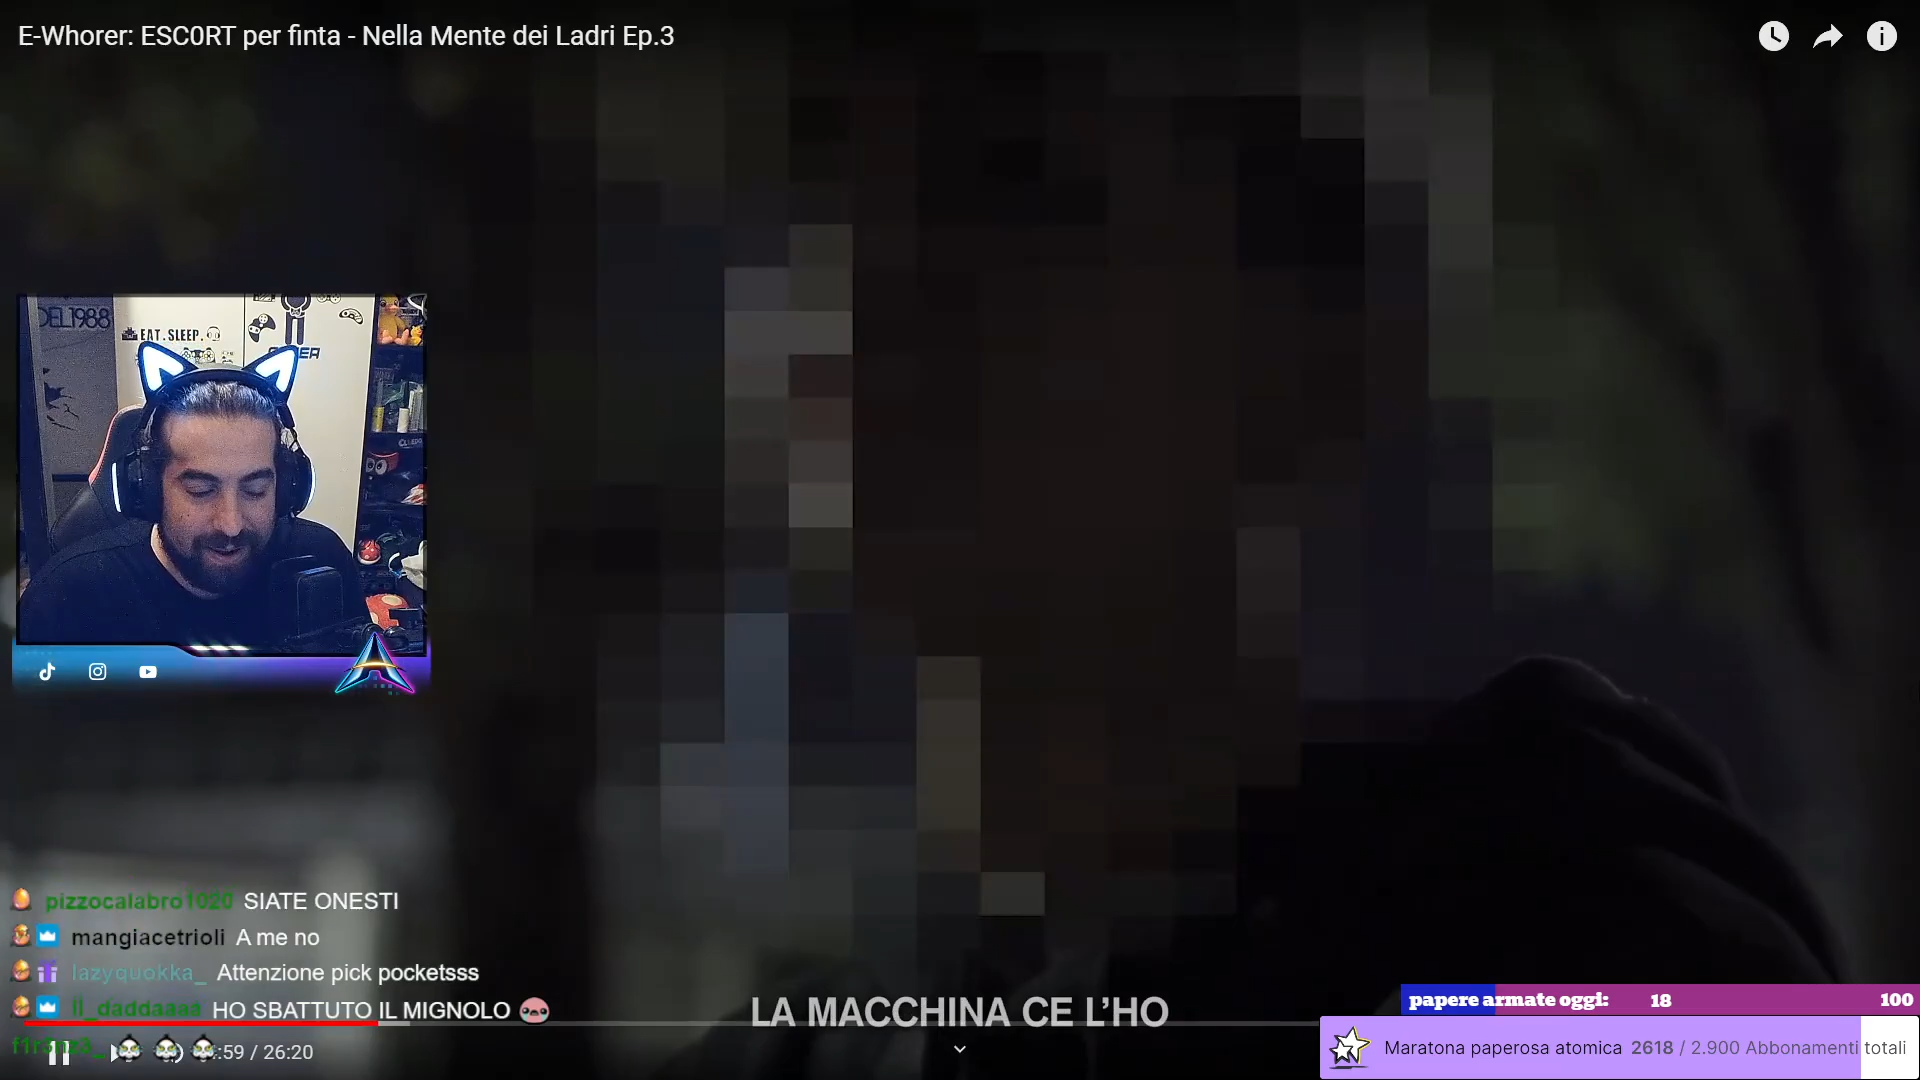 E-Whorer: ESC0RT per finta - Nella Mente dei Ladri Ep.3
DEL1988
EAT.SLEEP.
pizzocalabro1020 SIATE ONESTI
mangiacetrioli A me no
lazyquokka_ Attenzione pick pocketsss
il_daddaaaa HO SBATTUTO IL MIGNOLO
:59 / 26:20
LA MACCHINA CE L'HO
papere armate oggi: 18 100
Maratona paperosa atomica 2618 / 2.900 Abbonamenti totali